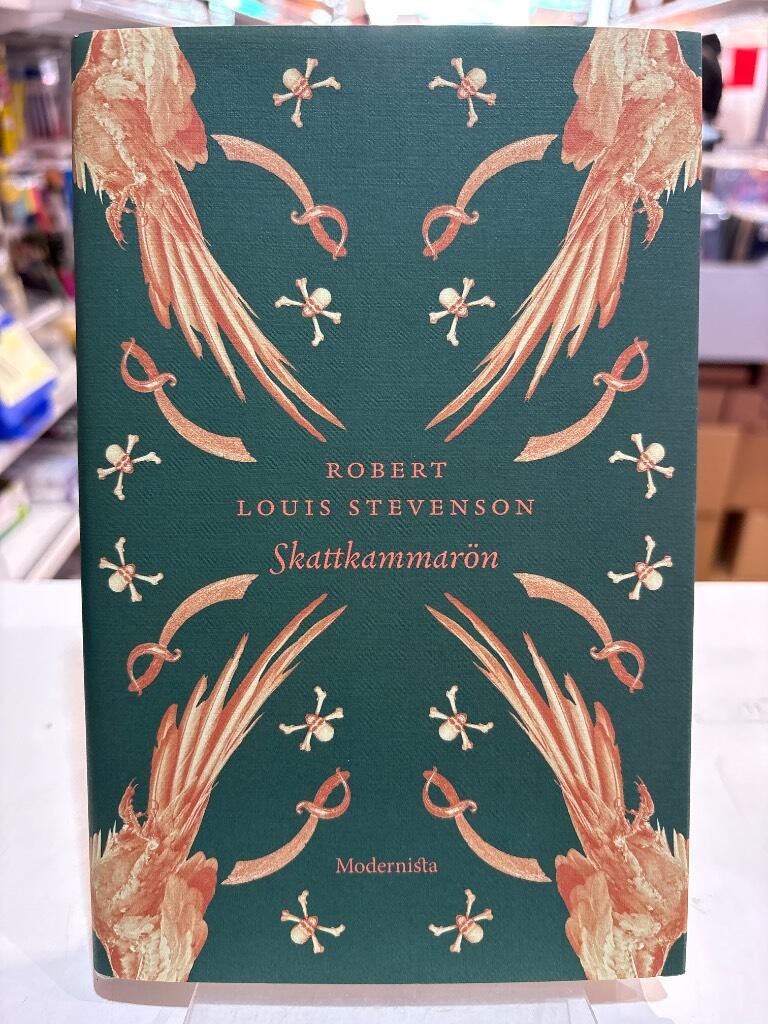 ROBERT
LOUIS STEVENSON
Skattkammarön
Modernista